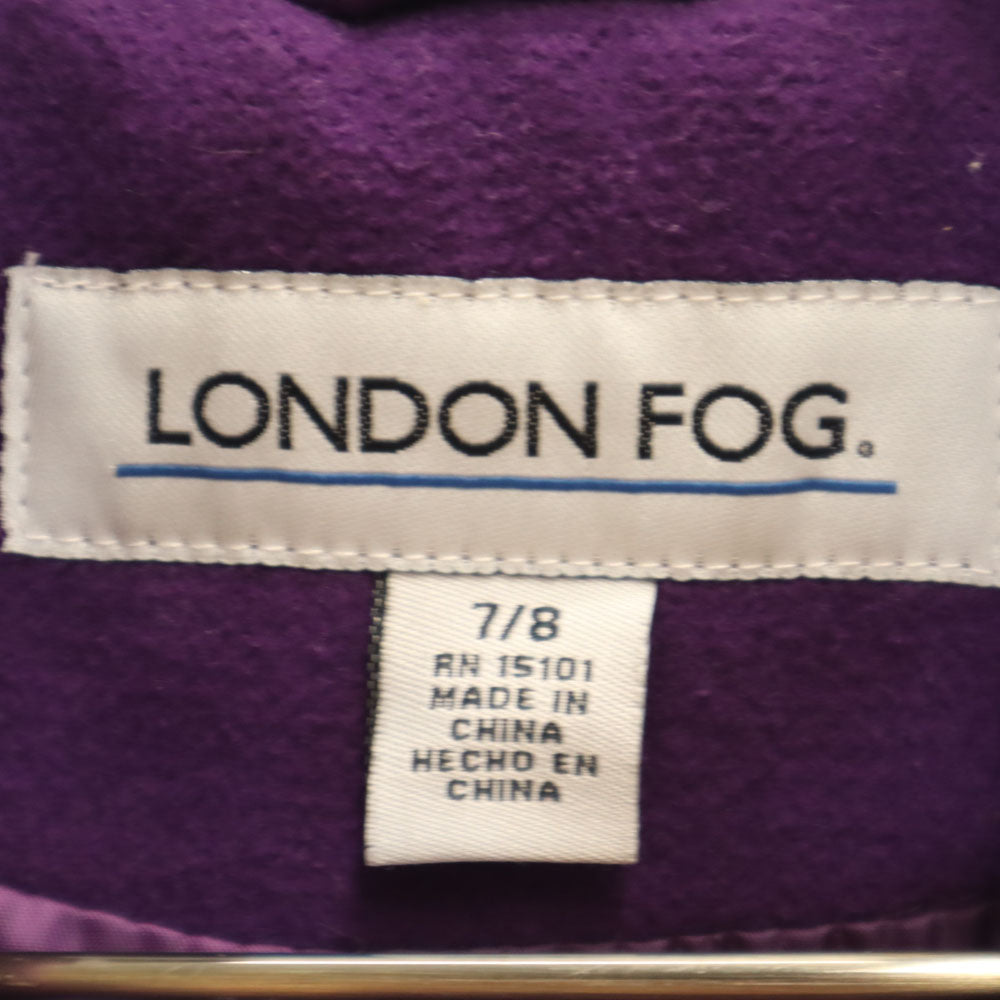 LONDON FOG®
7/8
RN 15101
MADE IN
CHINA
HECHO EN
CHINA